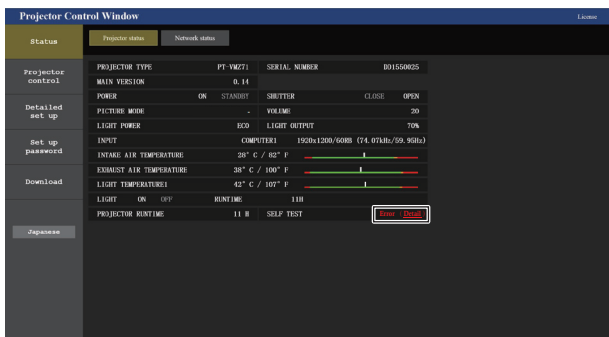 Projector Control Window
License
Status
Projector status
Network status
Projector control
Detailed set up
Set up password
Download
Japanese
PROJECTOR TYPE PT-VMZ71 SERIAL NUMBER DD1550025
MAIN VERSION 0.14
POWER ON STANDBY SHUTTER CLOSE OPEN
PICTURE MODE - VOLUME 20
LIGHT POWER ECO LIGHT OUTPUT 70%
INPUT COMPUTER1 1920x1200/60RB (74.07kHz/59.95Hz)
INTAKE AIR TEMPERATURE 28° C / 82° F
EXHAUST AIR TEMPERATURE 38° C / 100° F
LIGHT TEMPERATURE1 42° C / 107° F
LIGHT ON OFF RUNTIME 11H
PROJECTOR RUNTIME 11 H SELF TEST Error (Detail)